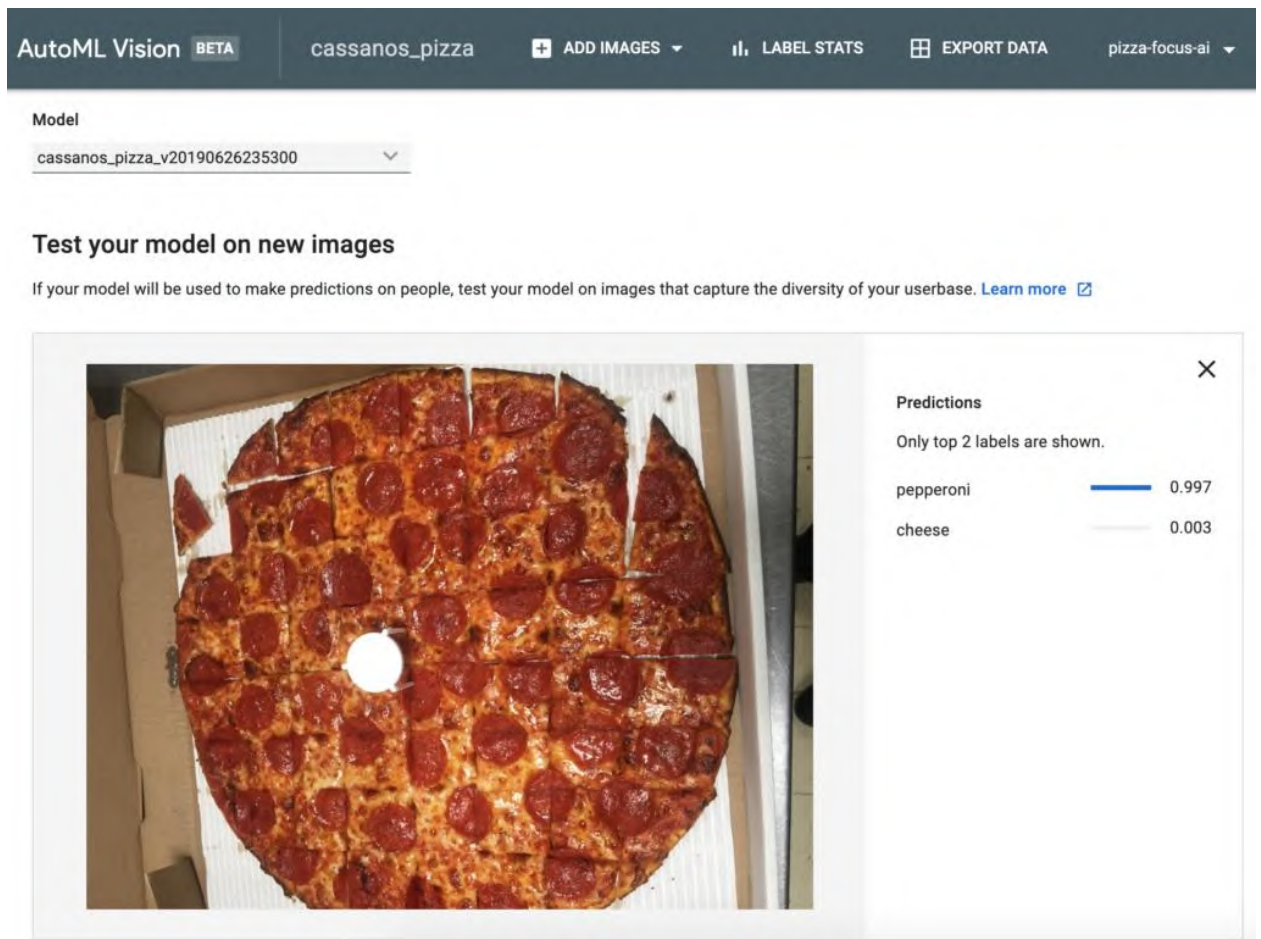 AutoML Vision BETA cassanos_pizza ADD IMAGES LABEL STATS EXPORT DATA pizza-focus-ai
Model
cassanos_pizza_v20190626235300
Test your model on new images
If your model will be used to make predictions on people, test your model on images that capture the diversity of your userbase. Learn more
Predictions
Only top 2 labels are shown.
pepperoni 0.997
cheese 0.003